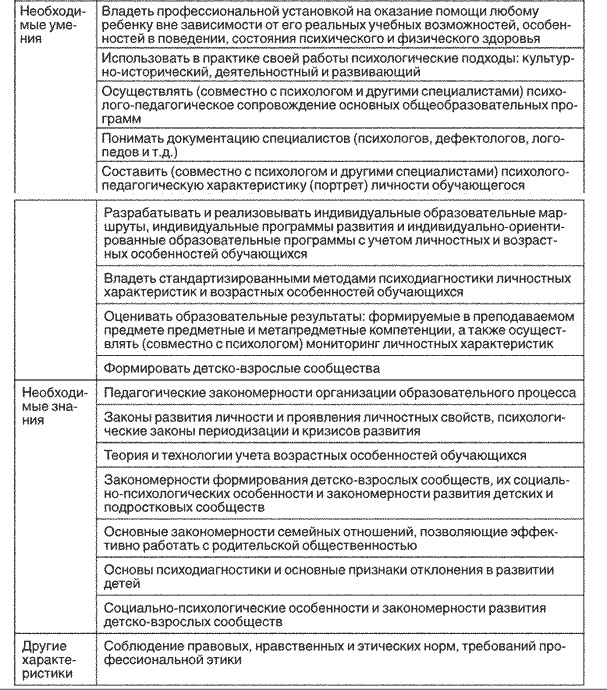 Необходи-
мые уме-
ния
Владеть профессиональной установкой на оказание помощи любому
ребенку вне зависимости от его реальных учебных возможностей, особен-
ностей в поведении, состояния психического и физического здоровья
Использовать в практике своей работы психологические подходы: культур-
но-исторический, деятельностный и развивающий
Осуществлять (совместно с психологом и другими специалистами) психо-
лого-педагогическое сопровождение основных общеобразовательных про-
грамм
Понимать документацию специалистов (психологов, дефектологов, лого-
педов и т.д.)
Составить (совместно с психологом и другими специалистами) психолого-
педагогическую характеристику (портрет) личности обучающегося
Разрабатывать и реализовывать индивидуальные образовательные мар-
шруты, индивидуальные программы развития и индивидуально-ориенти-
рованные образовательные программы с учетом личностных и возраст-
ных особенностей обучающихся
Владеть стандартизированными методами психодиагностики личностных
характеристик и возрастных особенностей обучающихся
Оценивать образовательные результаты: формируемые в преподаваемом
предмете предметные и метапредметные компетенции, а также осущест-
влять (совместно с психологом) мониторинг личностных характеристик
Формировать детско-взрослые сообщества
Необходи-
мые зна-
ния
Педагогические закономерности организации образовательного процесса
Законы развития личности и проявления личностных свойств, психологи-
ческие законы периодизации и кризисов развития
Теория и технологии учета возрастных особенностей обучающихся
Закономерности формирования детско-взрослых сообществ, их социаль-
но-психологических особенности и закономерности развития детских и
подростковых сообществ
Основные закономерности семейных отношений, позволяющие эффек-
тивно работать с родительской общественностью
Основы психодиагностики и основные признаки отклонения в развитии
детей
Социально-психологические особенности и закономерности развития
детско-взрослых сообществ
Другие
характе-
ристики
Соблюдение правовых, нравственных и этических норм, требований про-
фессиональной этики